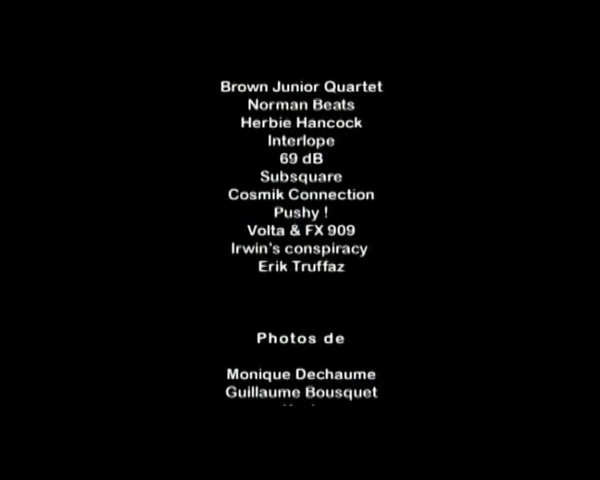 Brown Junior Quartet
Norman Beats
Herbie Hancock
Interlope
69 dB
Subsquare
Cosmik Connection
Pushy !
Volta & FX 909
Irwin's conspiracy
Erik Truffaz
Photos de
Monique Dechaume
Guillaume Bousquet